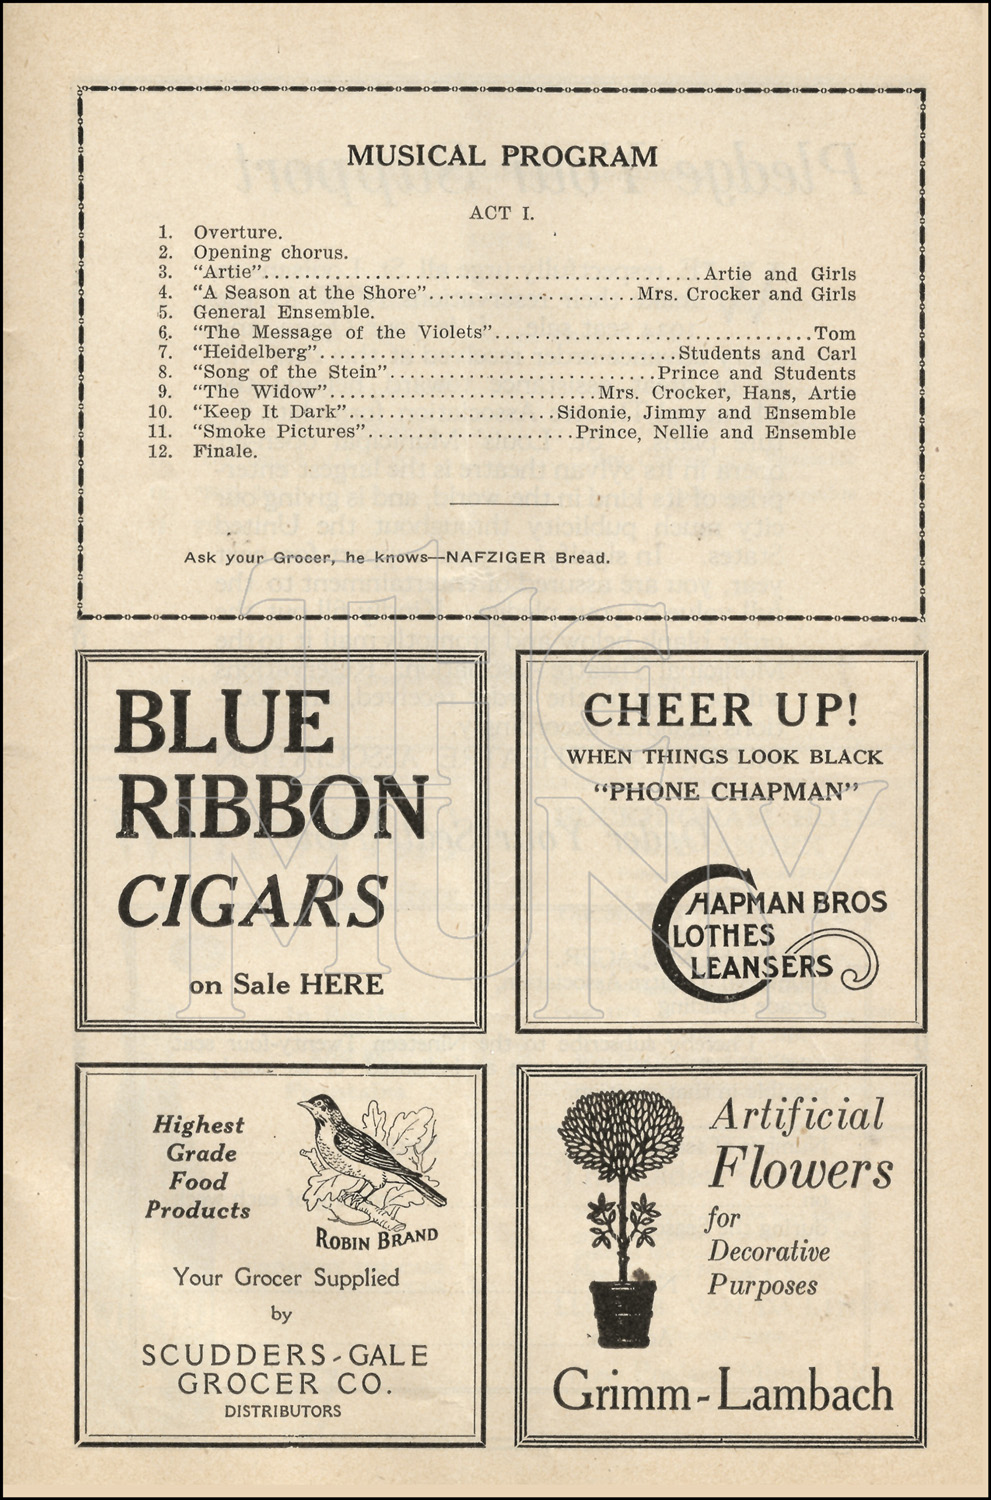 MUSICAL PROGRAM
ACT I.
1. Overture.
2. Opening chorus.
3. "Artie"............................................Artie and Girls
4. "A Season at the Shore".....................Mrs. Crocker and Girls
5. General Ensemble.
6. "The Message of the Violets"................................Tom
7. "Heidelberg"....................................Students and Carl
8. "Song of the Stein"...........................Prince and Students
9. "The Widow"...........................Mrs. Crocker, Hans, Artie
10. "Keep It Dark".....................Sidonie, Jimmy and Ensemble
11. "Smoke Pictures".....................Prince, Nellie and Ensemble
12. Finale.
Ask your Grocer, he knows—NAFZIGER Bread.
BLUE
RIBBON
CIGARS
on Sale HERE
CHEER UP!
WHEN THINGS LOOK BLACK
"PHONE CHAPMAN"
CHAPMAN BROS
CLOTHES
CLEANSERS
Highest
Grade
Food
Products
ROBIN BRAND
Your Grocer Supplied
by
SCUDDERS-GALE
GROCER CO.
DISTRIBUTORS
Artificial
Flowers
for
Decorative
Purposes
Grimm-Lambach
THE
MUNY